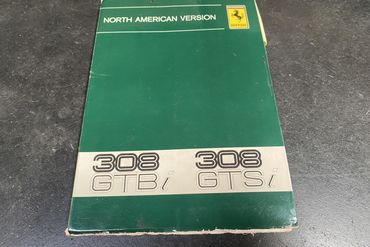 NORTH AMERICAN VERSION
308 308
GTBi GTSi